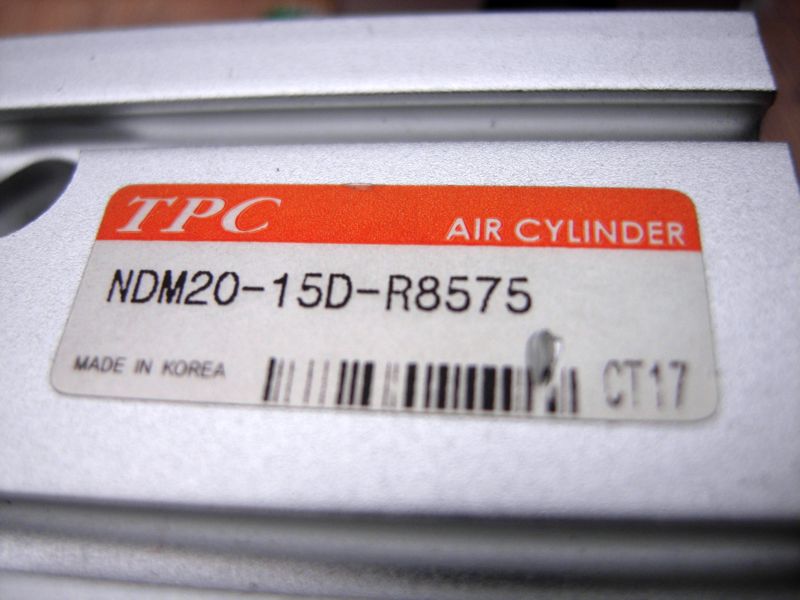 TPC AIR CYLINDER
NDM20-15D-R8575
MADE IN KOREA CT17